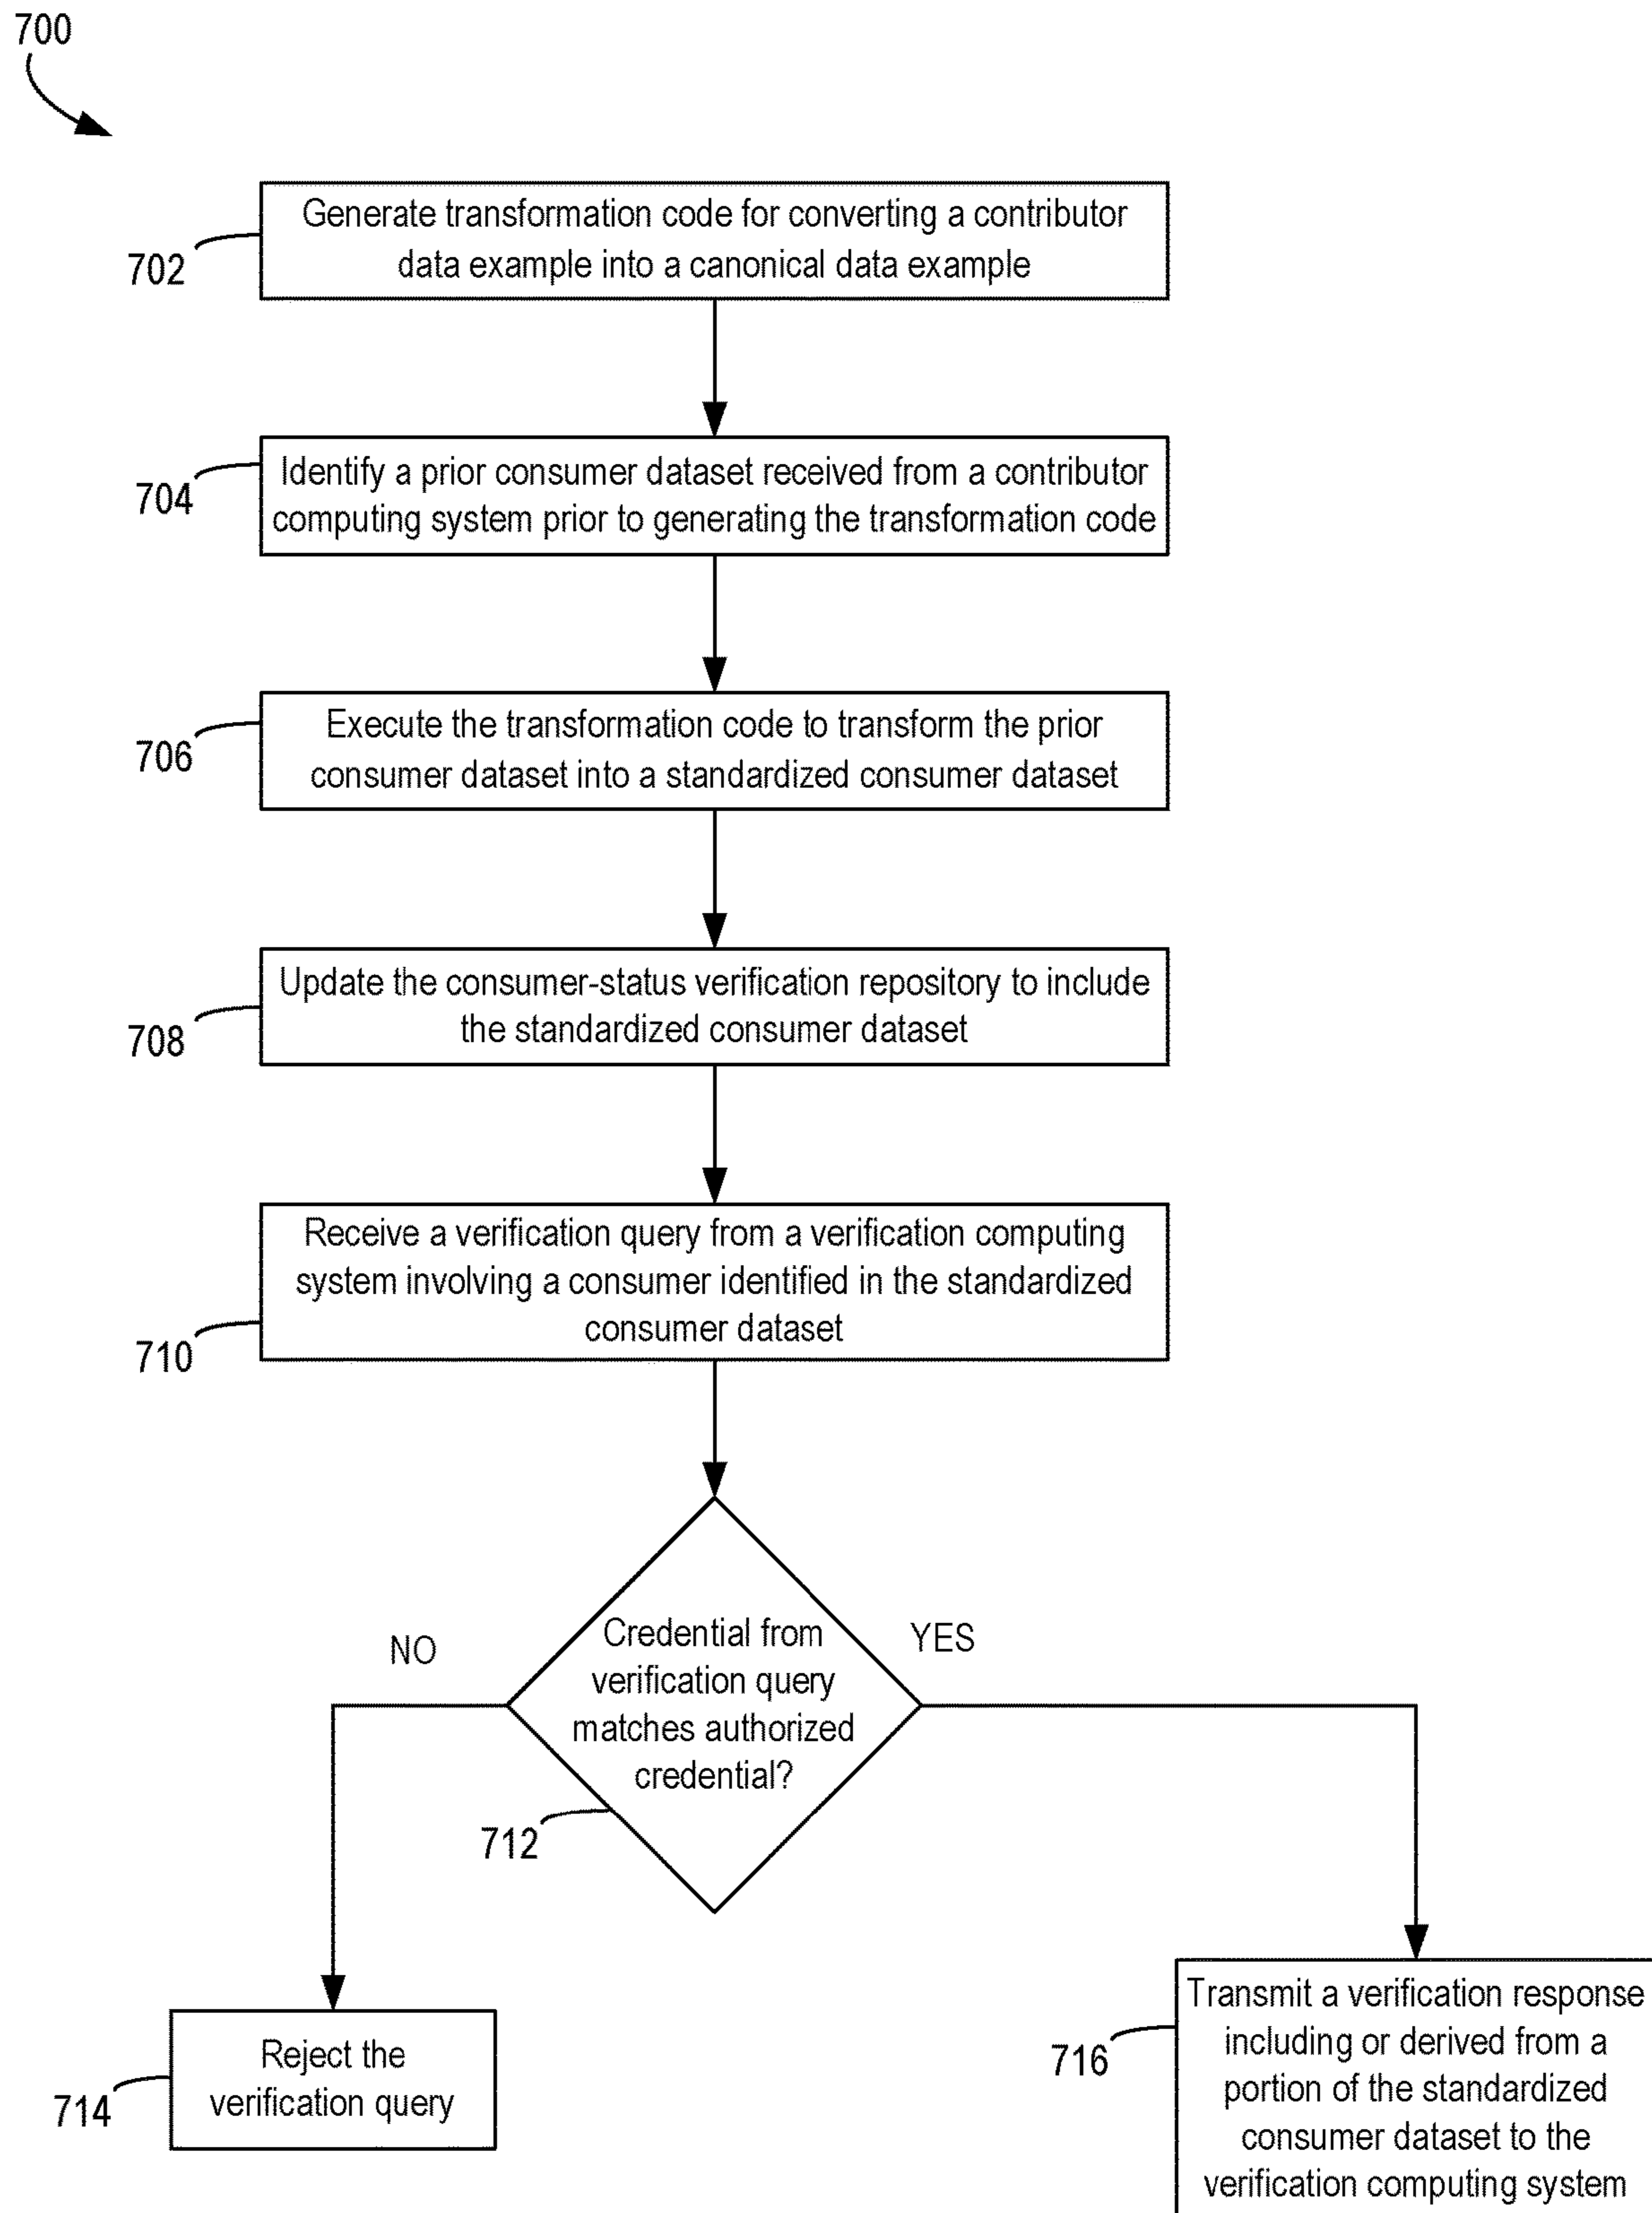 700
Generate transformation code for converting a contributor
data example into a canonical data example
702
Identify a prior consumer dataset received from a contributor
computing system prior to generating the transformation code
704
Execute the transformation code to transform the prior
consumer dataset into a standardized consumer dataset
706
Update the consumer-status verification repository to include
the standardized consumer dataset
708
Receive a verification query from a verification computing
system involving a consumer identified in the standardized
consumer dataset
710
Credential from
verification query
matches authorized
credential?
NO
YES
712
Reject the
verification query
714
Transmit a verification response
including or derived from a
portion of the standardized
consumer dataset to the
verification computing system
716